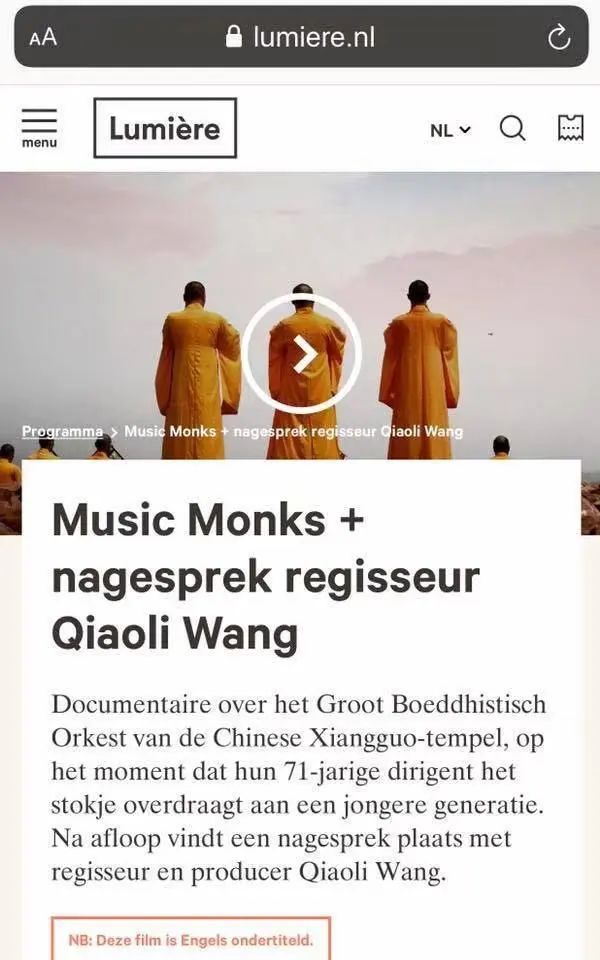 AA lumiere.nl
menu
Lumière
NL
Programma > Music Monks + nagesprek regisseur Qiaoli Wang
Music Monks +
nagesprek regisseur
Qiaoli Wang
Documentaire over het Groot Boeddhistisch
Orkest van de Chinese Xiangguo-tempel, op
het moment dat hun 71-jarige dirigent het
stokje overdraagt aan een jongere generatie.
Na afloop vindt een nagesprek plaats met
regisseur en producer Qiaoli Wang.
NB: Deze film is Engels ondertiteld.